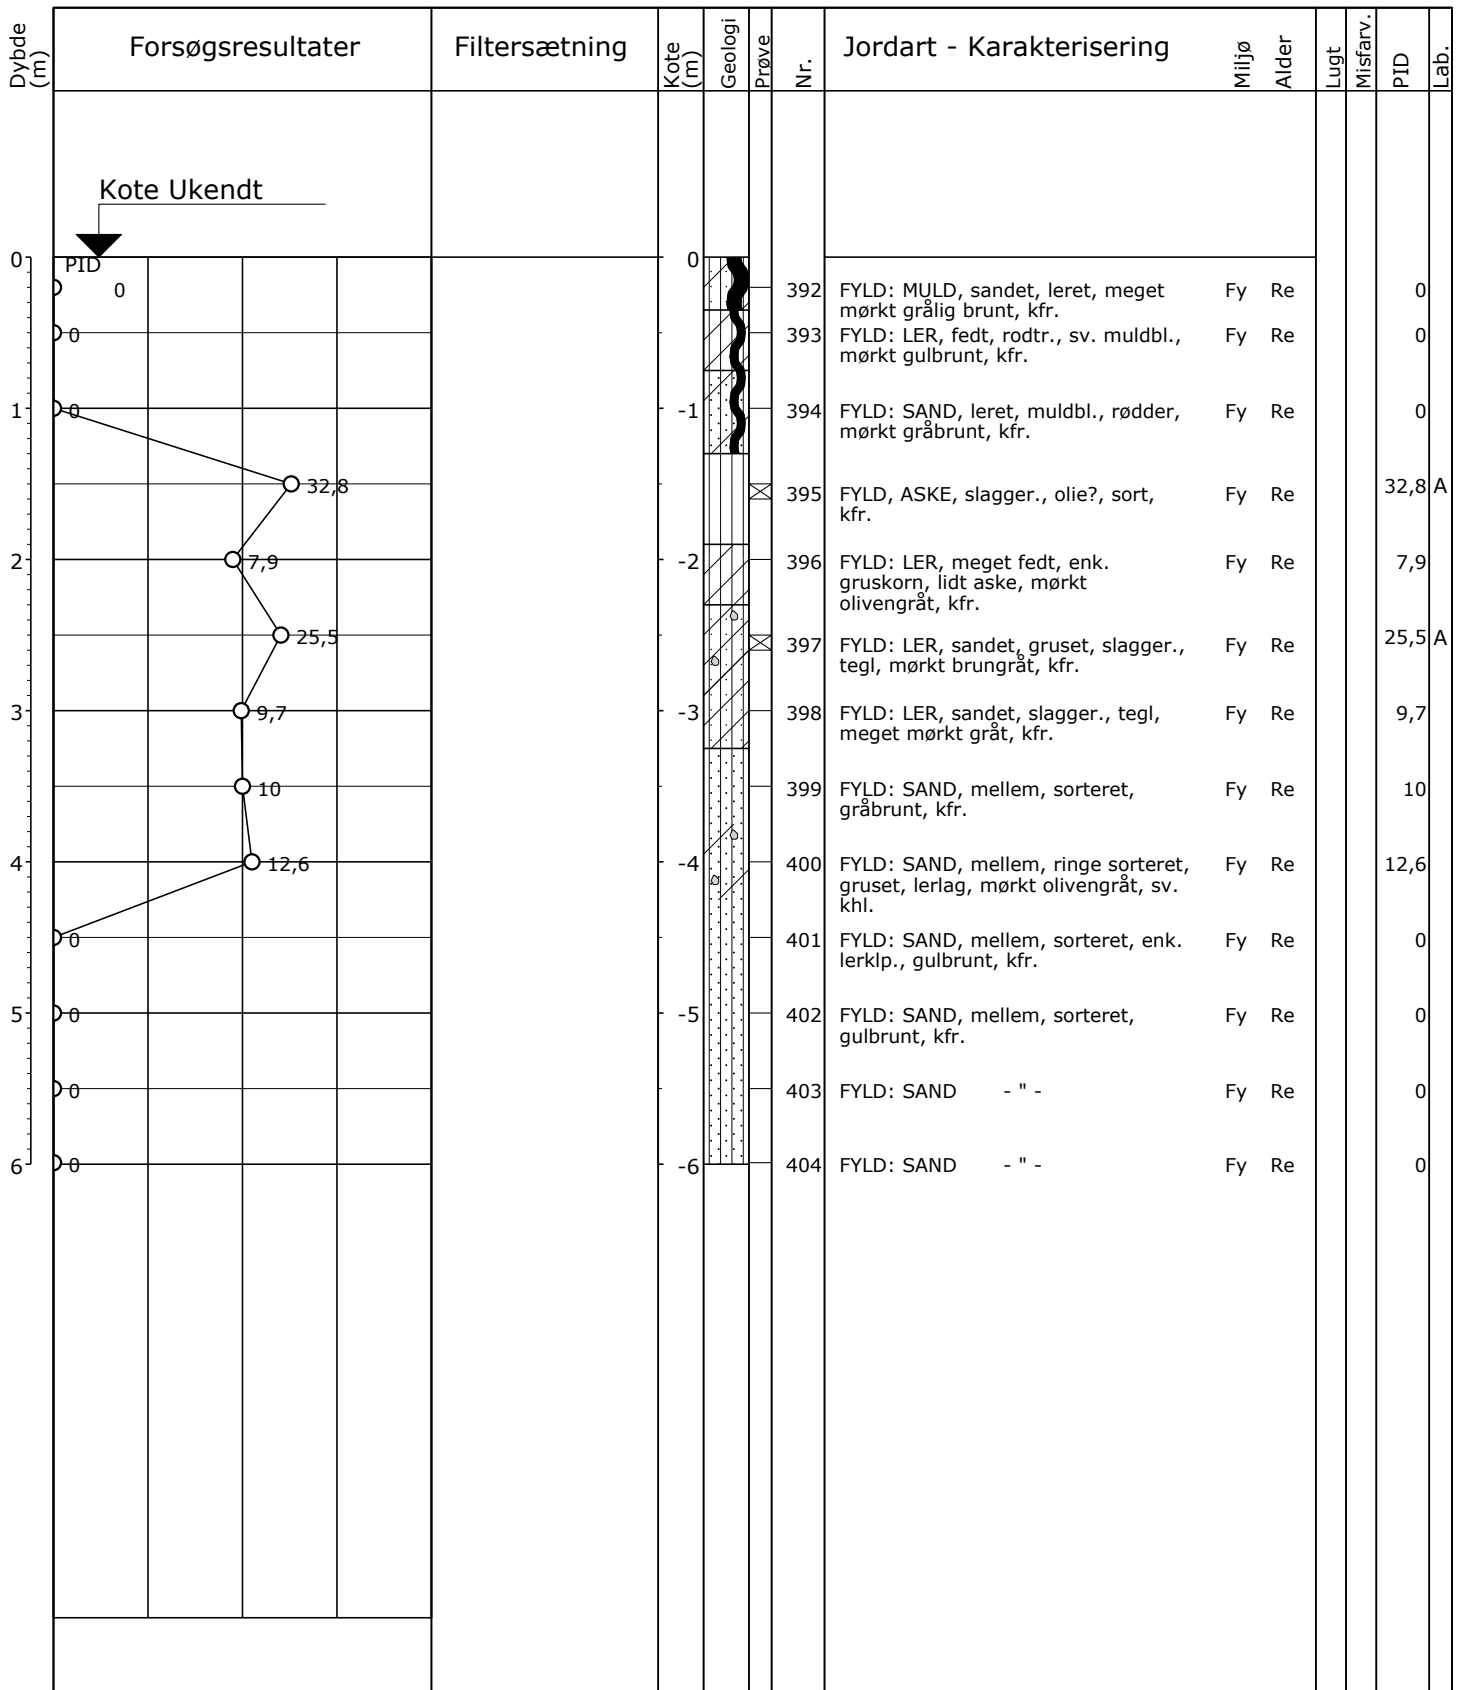 Dybde (m)
Forsøgsresultater
Filtersætning
Kote (m)
Geologi
Prøve
Nr.
Jordart - Karakterisering
Miljø
Alder
Lugt
Misfarv.
PID
Lab.
Kote Ukendt
PID
0 0 0 392 FYLD: MULD, sandet, leret, meget Fy Re 0
mørkt grålig brunt, kfr.
0 393 FYLD: LER, fedt, rodtr., sv. muldbl., Fy Re 0
mørkt gulbrunt, kfr.
1 0 -1 394 FYLD: SAND, leret, muldbl., rødder, Fy Re 0
mørkt gråbrunt, kfr.
32,8 395 FYLD, ASKE, slagger., olie?, sort, Fy Re 32,8 A
kfr.
2 7,9 -2 396 FYLD: LER, meget fedt, enk. Fy Re 7,9
gruskorn, lidt aske, mørkt
olivengråt, kfr.
25,5 397 FYLD: LER, sandet, gruset, slagger., Fy Re 25,5 A
tegl, mørkt brungråt, kfr.
3 9,7 -3 398 FYLD: LER, sandet, slagger., tegl, Fy Re 9,7
meget mørkt gråt, kfr.
10 399 FYLD: SAND, mellem, sorteret, Fy Re 10
gråbrunt, kfr.
4 12,6 -4 400 FYLD: SAND, mellem, ringe sorteret, Fy Re 12,6
gruset, lerlag, mørkt olivengråt, sv.
khl.
0 401 FYLD: SAND, mellem, sorteret, enk. Fy Re 0
lerklp., gulbrunt, kfr.
5 0 -5 402 FYLD: SAND, mellem, sorteret, Fy Re 0
gulbrunt, kfr.
0 403 FYLD: SAND - " - Fy Re 0
6 0 -6 404 FYLD: SAND - " - Fy Re 0